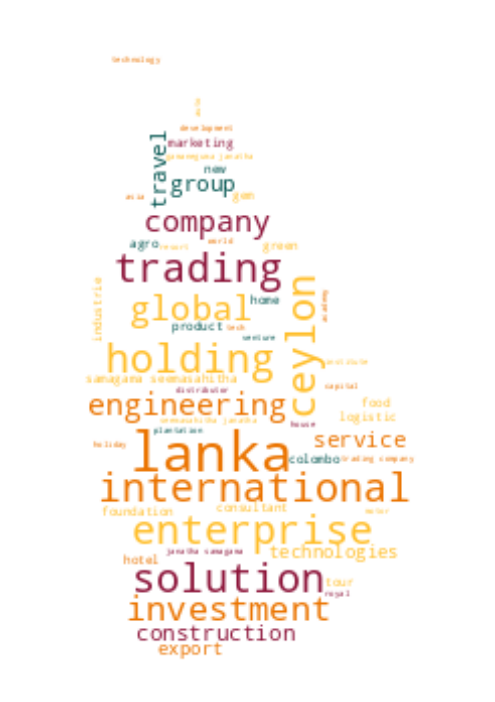 technology
development
marketing
travel
new
group
gem
asia
company
agro
resort
world
green
trading
industrie
global
home
academy
product
tech
ceylon
venture
holding
institute
samagama seemasahitha
capital
distributor
engineering
food
logistic
seemasahitha janatha
house
plantation
service
holiday
lanka
colombo
trading company
international
foundation
consultant
motor
enterprise
janatha samagama
technologies
hotel
solution
tour
royal
investment
construction
export